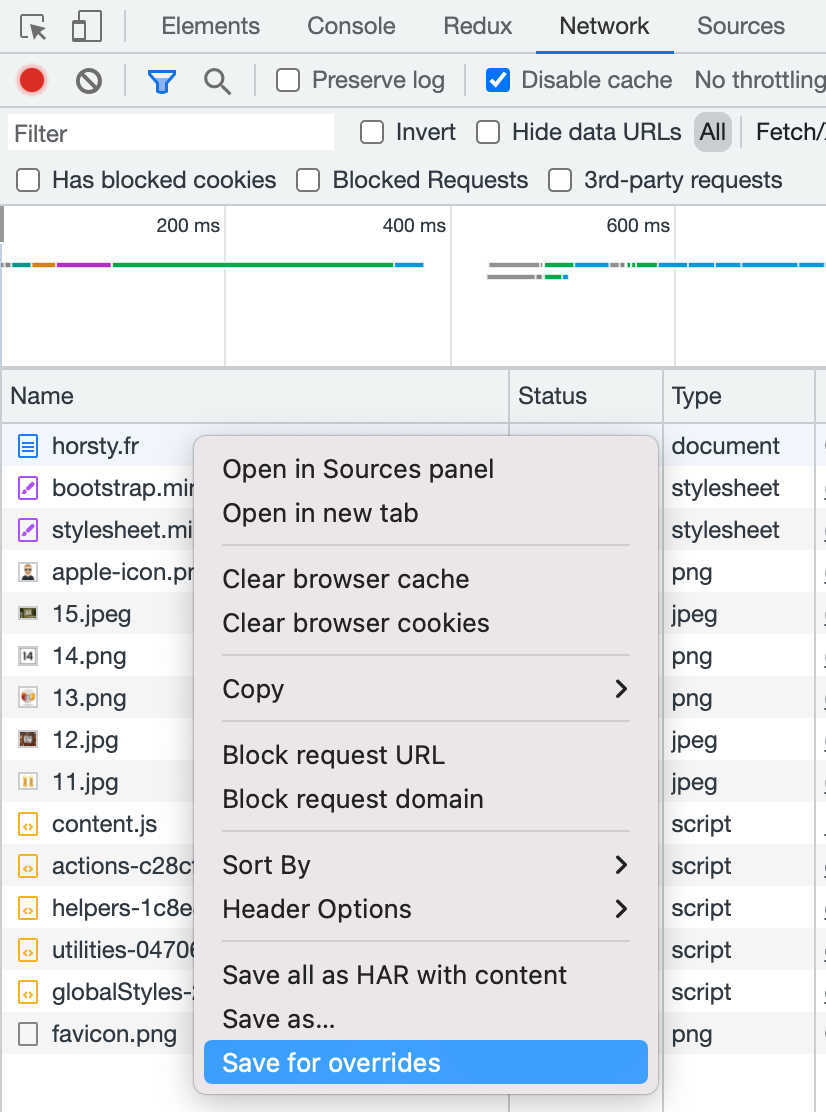 Elements Console Redux Network Sources
Preserve log Disable cache No throttling
Filter Invert Hide data URLs All Fetch/
Has blocked cookies Blocked Requests 3rd-party requests
200 ms 400 ms 600 ms
Name Status Type
horsty.fr document
bootstrap.min stylesheet
stylesheet.mi stylesheet
apple-icon.pn png
15.jpeg jpeg
14.png png
13.png png
12.jpg jpeg
11.jpg jpeg
content.js script
actions-c28c script
helpers-1c8e script
utilities-0470 script
globalStyles- script
favicon.png png
Open in Sources panel
Open in new tab
Clear browser cache
Clear browser cookies
Copy
Block request URL
Block request domain
Sort By
Header Options
Save all as HAR with content
Save as...
Save for overrides